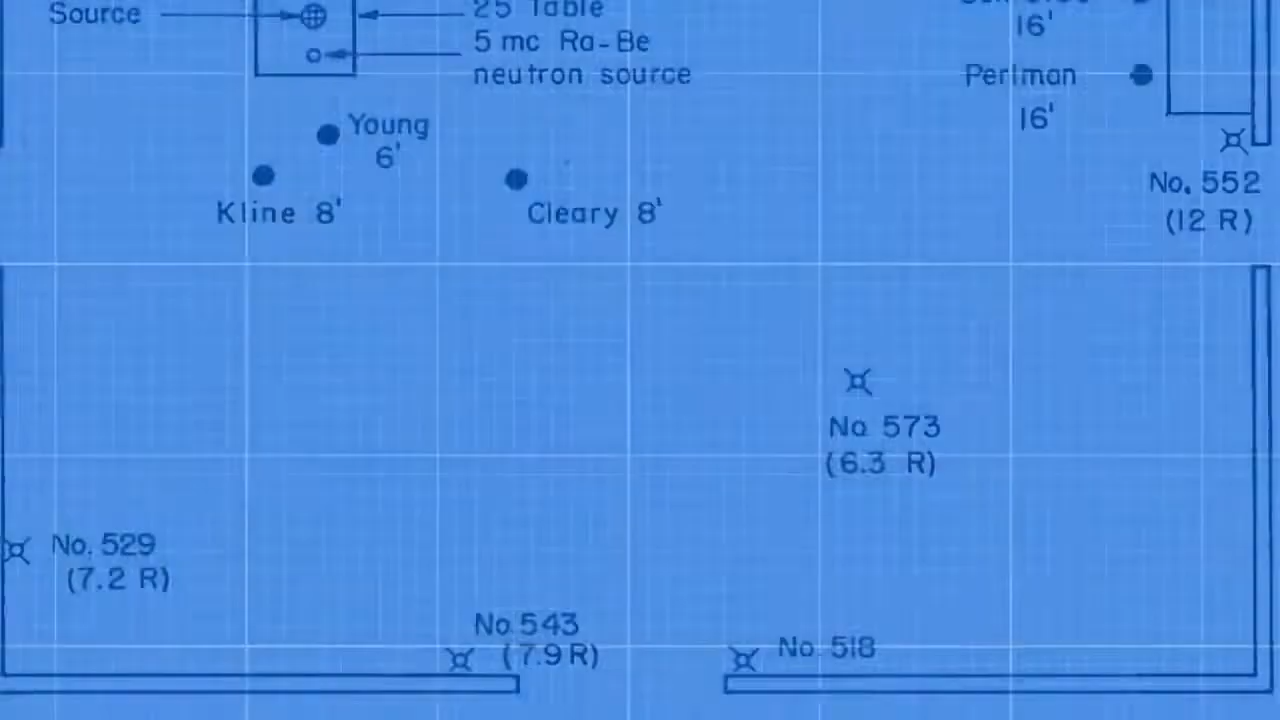 Source
25" Table
5 mc Ra-Be
neutron source
16'
Perlman
16'
Young
6'
Kline 8'
Cleary 8'
No. 552
(12 R)
No 573
(6.3 R)
No. 529
(7.2 R)
No 543
(7.9 R)
No. 518